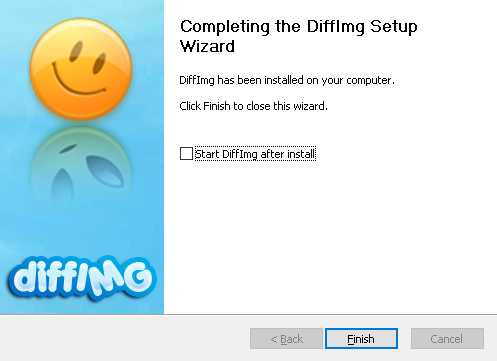 Completing the DiffImg Setup
Wizard
DiffImg has been installed on your computer.
Click Finish to close this wizard.
Start DiffImg after install
diffIMG
< Back
Finish
Cancel